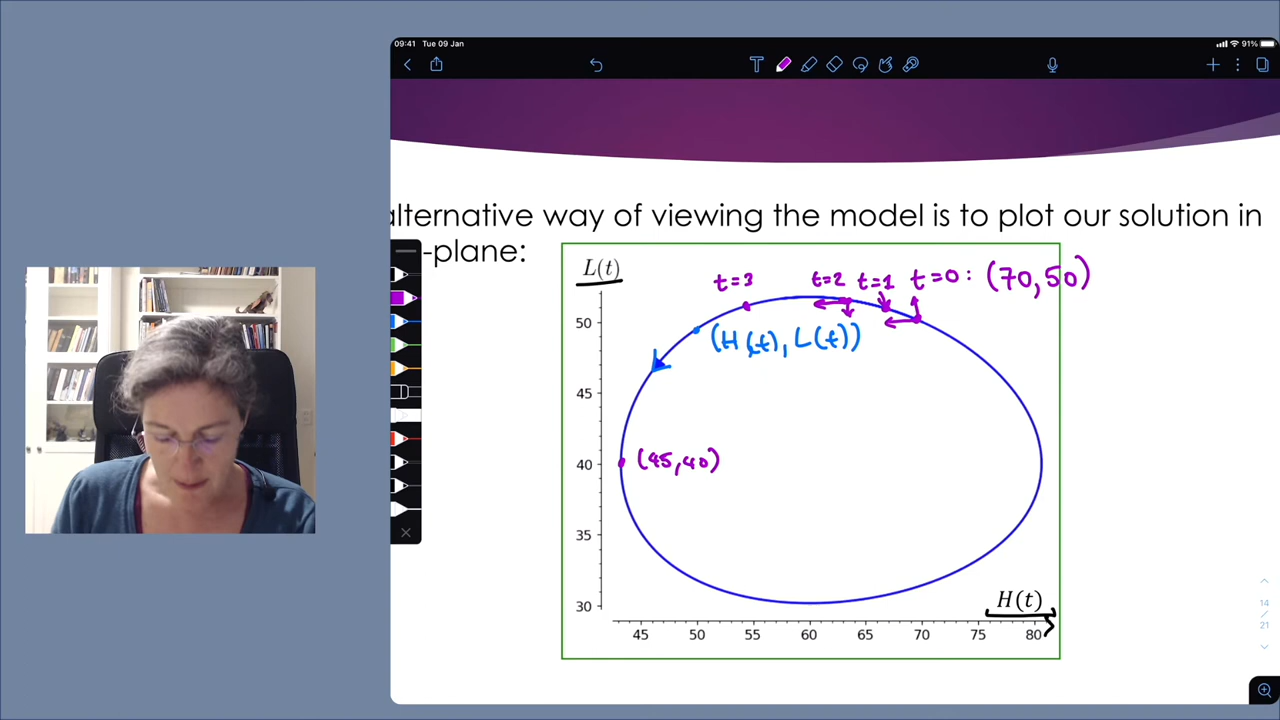 09:41 Tue 09 Jan
91%
alternative way of viewing the model is to plot our solution in
-plane:
L(t)
t=3
t=2
t=1
t=0: (70,50)
(H(t), L(t))
(45,40)
50
45
40
35
30
H(t)
45 50 55 60 65 70 75 80
14
/
21